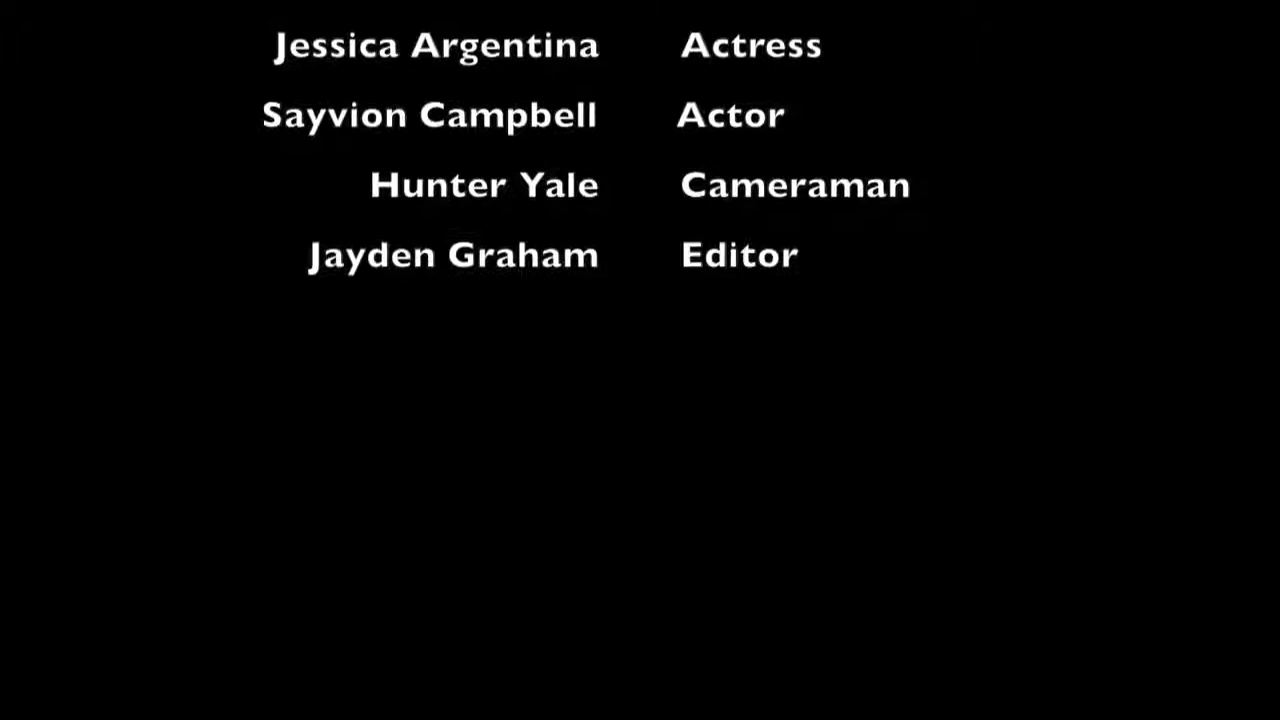 Jessica Argentina Actress
Sayvion Campbell Actor
Hunter Yale Cameraman
Jayden Graham Editor